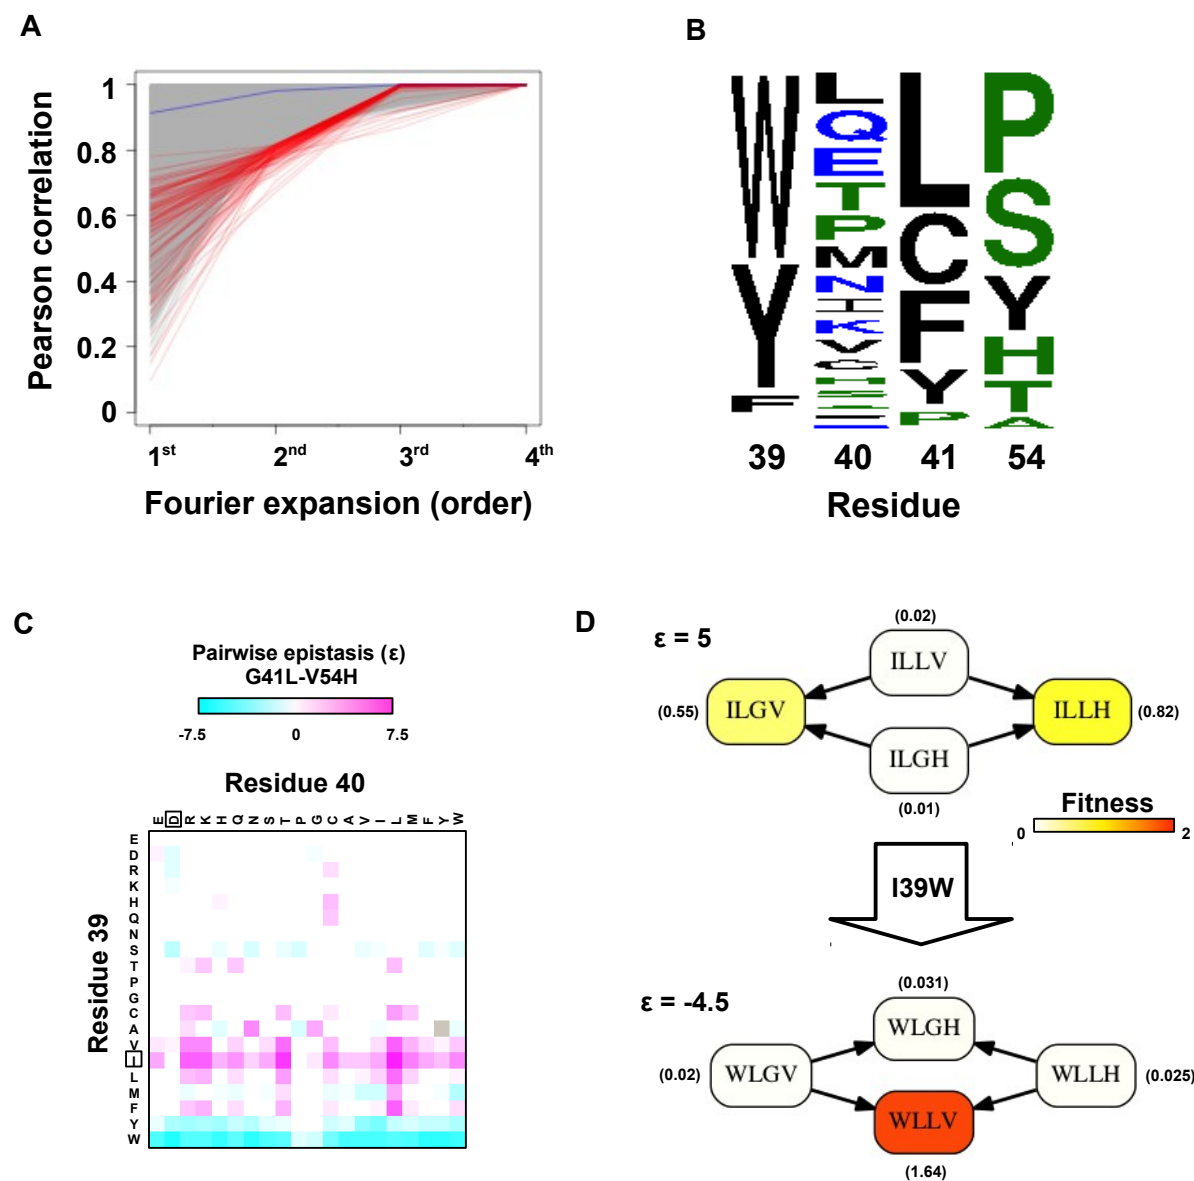 A
Pearson correlation
1
0.8
0.6
0.4
0.2
0
1st
2nd
3rd
4th
Fourier expansion (order)
B
W
Y
F
L
Q
E
T
P
M
N
I
K
V
L
C
F
Y
P
P
S
Y
H
T
A
39
40
41
54
Residue
C
Pairwise epistasis (ε)
G41L-V54H
-7.5
0
7.5
Residue 40
E D R K H Q N S T P G C A V I L M F Y W
Residue 39
E
D
R
K
H
Q
N
S
T
P
G
C
A
V
I
L
M
F
Y
W
D
ε = 5
(0.02)
ILLV
(0.55)
ILGV
ILLH
(0.82)
ILGH
(0.01)
Fitness
0
2
I39W
ε = -4.5
(0.031)
WLGH
(0.02)
WLGV
WLLH
(0.025)
WLLV
(1.64)